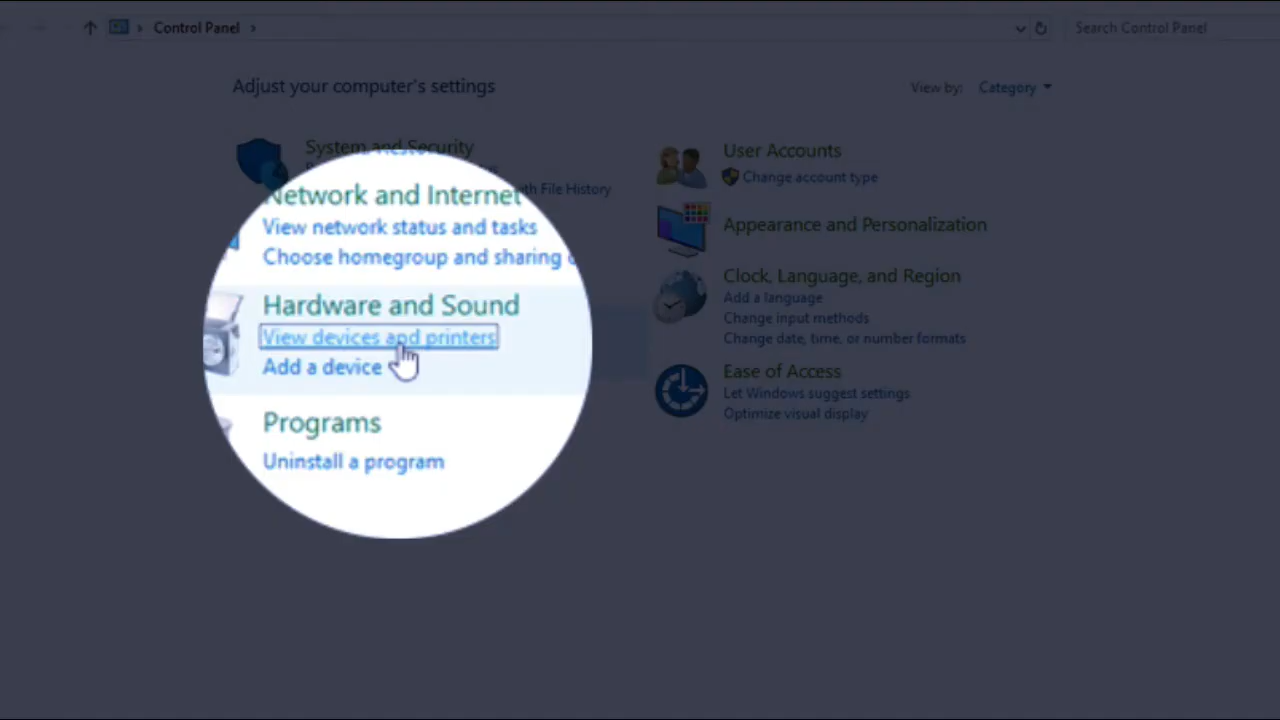 Control Panel
Search Control Panel
Adjust your computer's settings
View by: Category
System and Security
File History
Network and Internet
View network status and tasks
Choose homegroup and sharing
Hardware and Sound
View devices and printers
Add a device
Programs
Uninstall a program
User Accounts
Change account type
Appearance and Personalization
Clock, Language, and Region
Add a language
Change input methods
Change date, time, or number formats
Ease of Access
Let Windows suggest settings
Optimize visual display